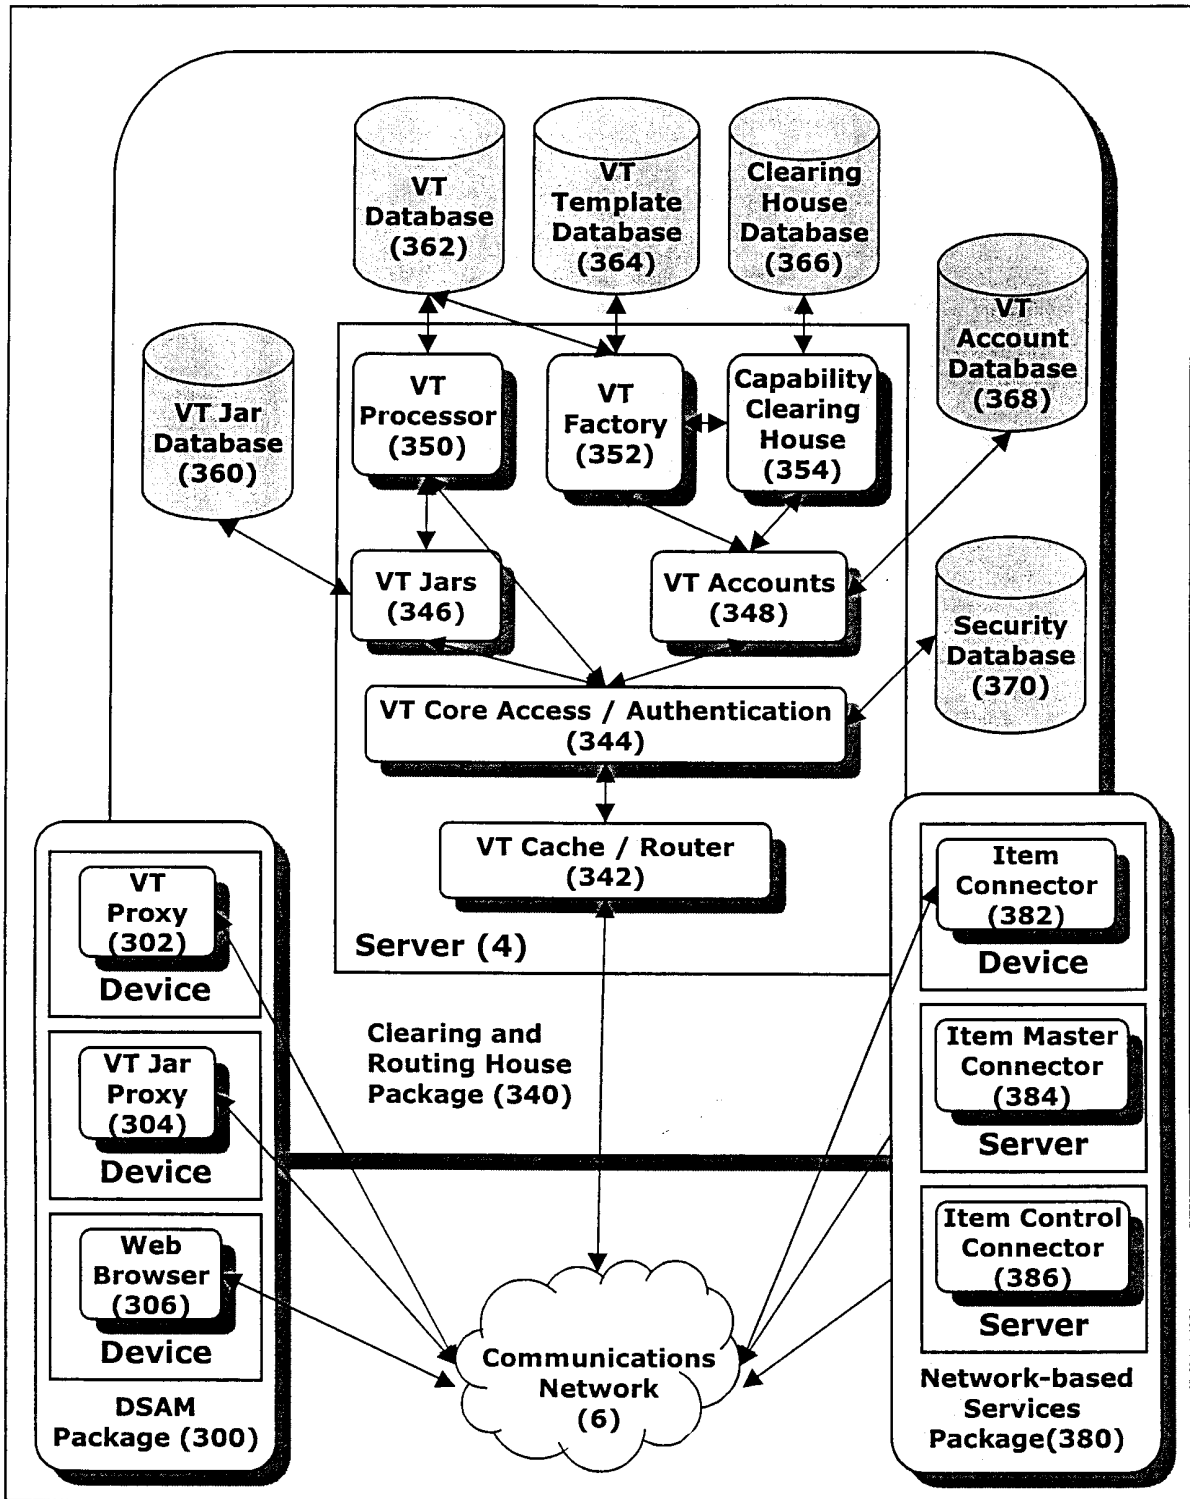 VT
Database
(362)
VT
Template
Database
(364)
Clearing
House
Database
(366)
VT
Account
Database
(368)
VT Jar
Database
(360)
VT
Processor
(350)
VT
Factory
(352)
Capability
Clearing
House
(354)
VT Jars
(346)
VT Accounts
(348)
Security
Database
(370)
VT Core Access / Authentication
(344)
VT Cache / Router
(342)
Server (4)
Clearing and
Routing House
Package (340)
VT
Proxy
(302)
Device
VT Jar
Proxy
(304)
Device
Web
Browser
(306)
Device
DSAM
Package (300)
Communications
Network
(6)
Item
Connector
(382)
Device
Item Master
Connector
(384)
Server
Item Control
Connector
(386)
Server
Network-based
Services
Package(380)